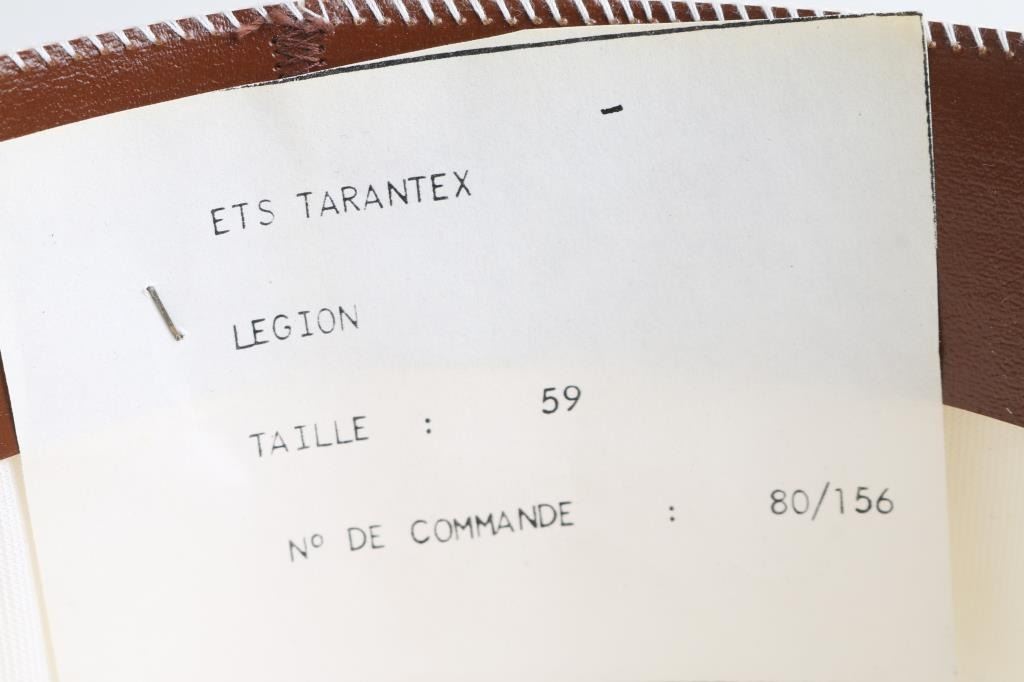 ETS TARANTEX
LEGION
TAILLE : 59
Nº DE COMMANDE : 80/156